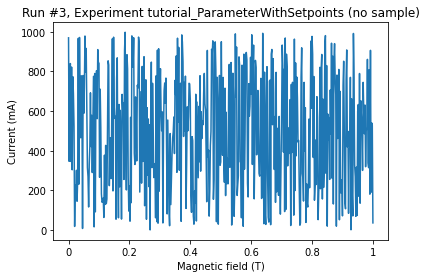 Run #3, Experiment tutorial_ParameterWithSetpoints (no sample)
1000
800
600
400
200
0
Current (mA)
0 0.2 0.4 0.6 0.8 1
Magnetic field (T)